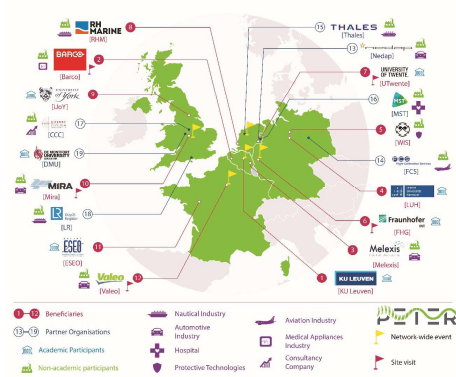 RH
MARINE
[RHM]
8
BARCO
2
[Barco]
9
UNIVERSITY
of York
[UoY]
[CCC]
17
DE MONTFORT
UNIVERSITY
LEICESTER
19
[DMU]
MIRA
10
[Mira]
LR
Lloyd's
Register
18
[LR]
ESEO
11
[ESEO]
Valeo
12
[Valeo]
15
THALES
[Thales]
13
nedap
[Nedap]
7
UNIVERSITY
OF TWENTE.
[UTwente]
16
MST
[MST]
5
WIS
[WIS]
14
FCS
[FCS]
4
[LUH]
6
Fraunhofer
INT
[FHG]
Melexis
3
[Melexis]
1
KU LEUVEN
[KU Leuven]
1 – 12 Beneficiaries
13 – 19 Partner Organisations
Academic Participants
Non-academic participants
Nautical Industry
Automotive
Industry
Hospital
Protective Technologies
Aviation Industry
Medical Appliances
Industry
Consultancy
Company
PETER
Network-wide event
Site visit